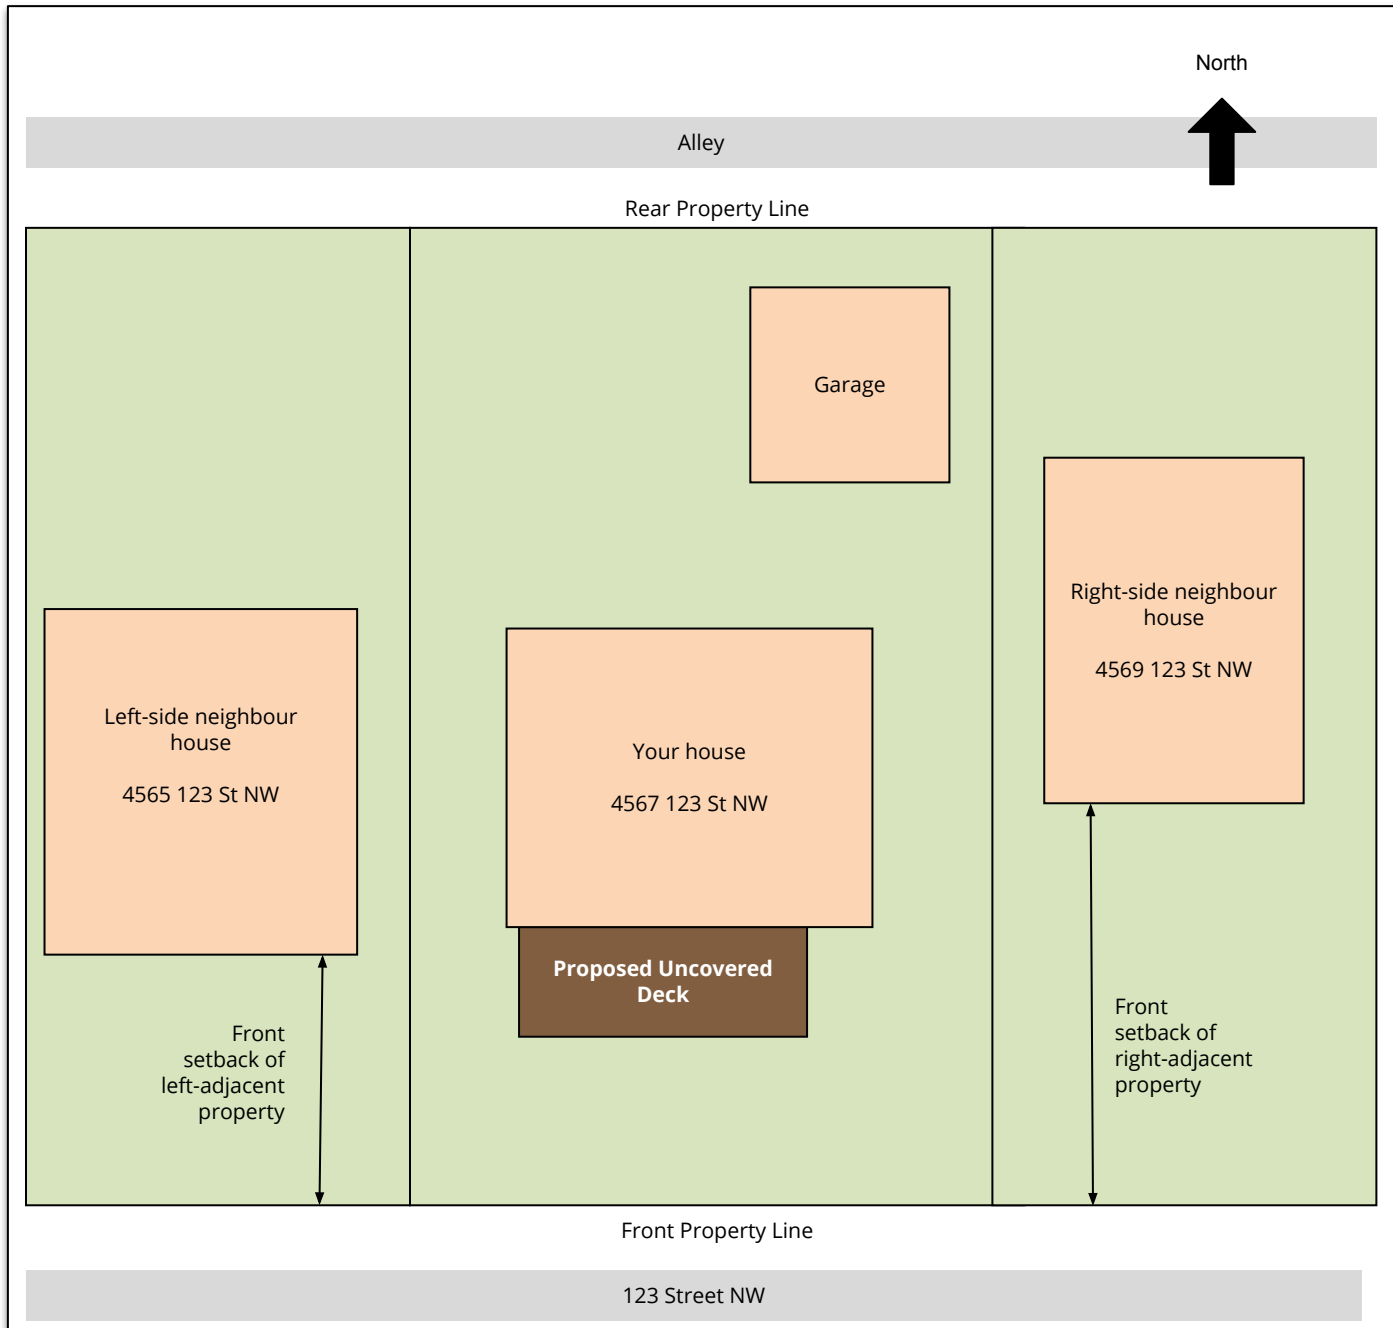 North
Alley
Rear Property Line
Garage
Right-side neighbour
house
4569 123 St NW
Left-side neighbour
house
4565 123 St NW
Your house
4567 123 St NW
Proposed Uncovered
Deck
Front
setback of
left-adjacent
property
Front
setback of
right-adjacent
property
Front Property Line
123 Street NW